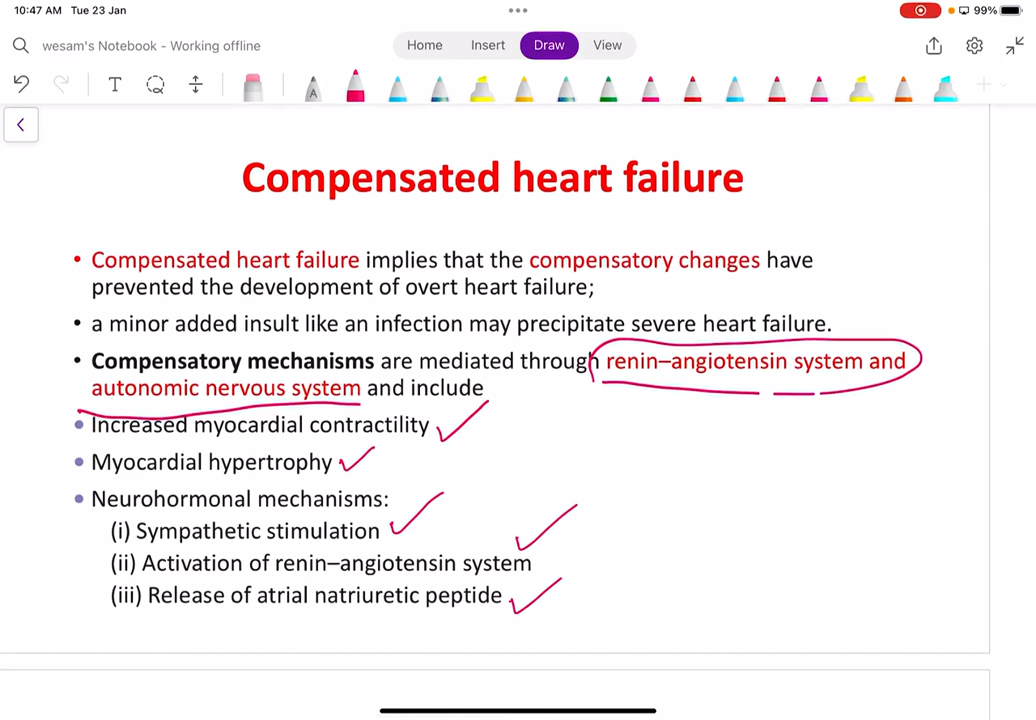 10:47 AM Tue 23 Jan
99%
wesam's Notebook - Working offline
Home Insert Draw View
T
A
Compensated heart failure
• Compensated heart failure implies that the compensatory changes have
prevented the development of overt heart failure;
• a minor added insult like an infection may precipitate severe heart failure.
• Compensatory mechanisms are mediated through renin–angiotensin system and
autonomic nervous system and include
• Increased myocardial contractility
• Myocardial hypertrophy
• Neurohormonal mechanisms:
(i) Sympathetic stimulation
(ii) Activation of renin–angiotensin system
(iii) Release of atrial natriuretic peptide